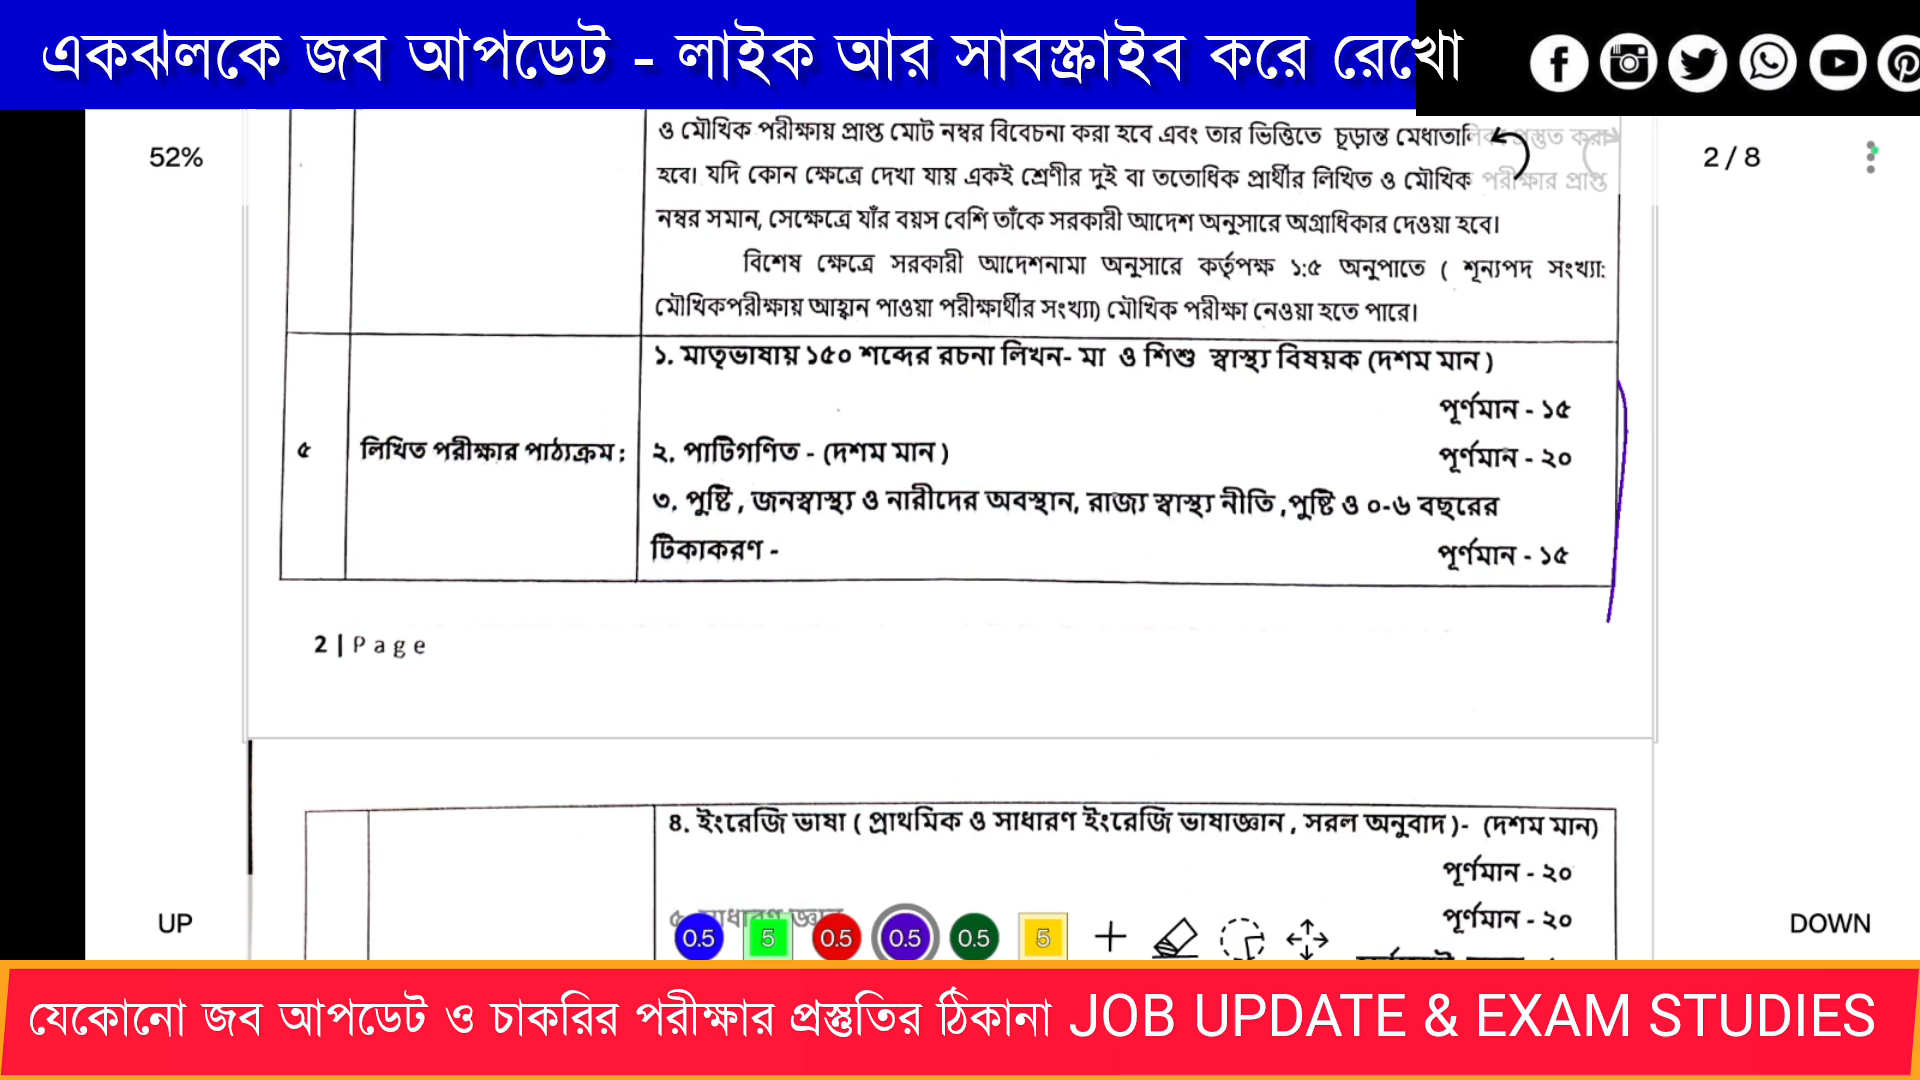 একঝলকে জব আপডেট - লাইক আর সাবস্ক্রাইব করে রেখো
52%
2 / 8
ও মৌখিক পরীক্ষায় প্রাপ্ত মোট নম্বর বিবেচনা করা হবে এবং তার ভিত্তিতে চূড়ান্ত মেধাতালিকা প্রস্তুত করা
হবে। যদি কোন ক্ষেত্রে দেখা যায় একই শ্রেণীর দুই বা ততোধিক প্রার্থীর লিখিত ও মৌখিক পরীক্ষার প্রাপ্ত
নম্বর সমান, সেক্ষেত্রে যাঁর বয়স বেশি তাঁকে সরকারী আদেশ অনুসারে অগ্রাধিকার দেওয়া হবে।
বিশেষ ক্ষেত্রে সরকারী আদেশনামা অনুসারে কর্তৃপক্ষ ১:৫ অনুপাতে ( শূন্যপদ সংখ্যা:
মৌখিকপরীক্ষায় আহ্বান পাওয়া পরীক্ষার্থীর সংখ্যা) মৌখিক পরীক্ষা নেওয়া হতে পারে।
১. মাতৃভাষায় ১৫০ শব্দের রচনা লিখন- মা ও শিশু স্বাস্থ্য বিষয়ক (দশম মান )
পূর্ণমান - ১৫
৫ লিখিত পরীক্ষার পাঠ্যক্রম : ২. পাটিগণিত - (দশম মান ) পূর্ণমান - ২০
৩. পুষ্টি , জনস্বাস্থ্য ও নারীদের অবস্থান, রাজ্য স্বাস্থ্য নীতি ,পুষ্টি ও ০-৬ বছরের
টিকাকরণ - পূর্ণমান - ১৫
2 | P a g e
৪. ইংরেজি ভাষা ( প্রাথমিক ও সাধারণ ইংরেজি ভাষাজ্ঞান , সরল অনুবাদ )- (দশম মান)
পূর্ণমান - ২০
৫. সাধারণ জ্ঞান পূর্ণমান - ২০
UP
DOWN
0.5 5 0.5 0.5 0.5 5
যেকোনো জব আপডেট ও চাকরির পরীক্ষার প্রস্তুতির ঠিকানা JOB UPDATE & EXAM STUDIES